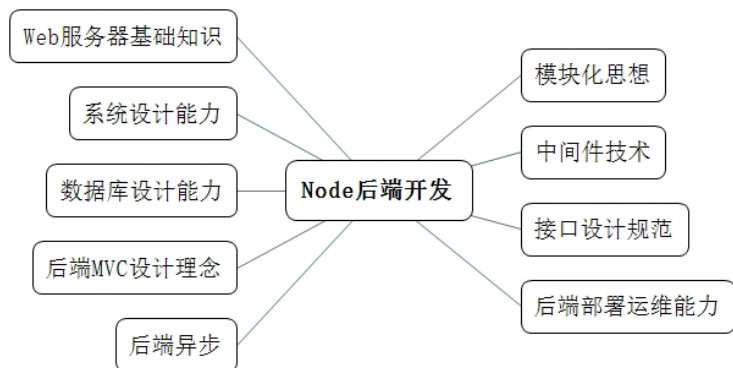 Web服务器基础知识
系统设计能力
数据库设计能力
后端MVC设计理念
后端异步
Node后端开发
模块化思想
中间件技术
接口设计规范
后端部署运维能力